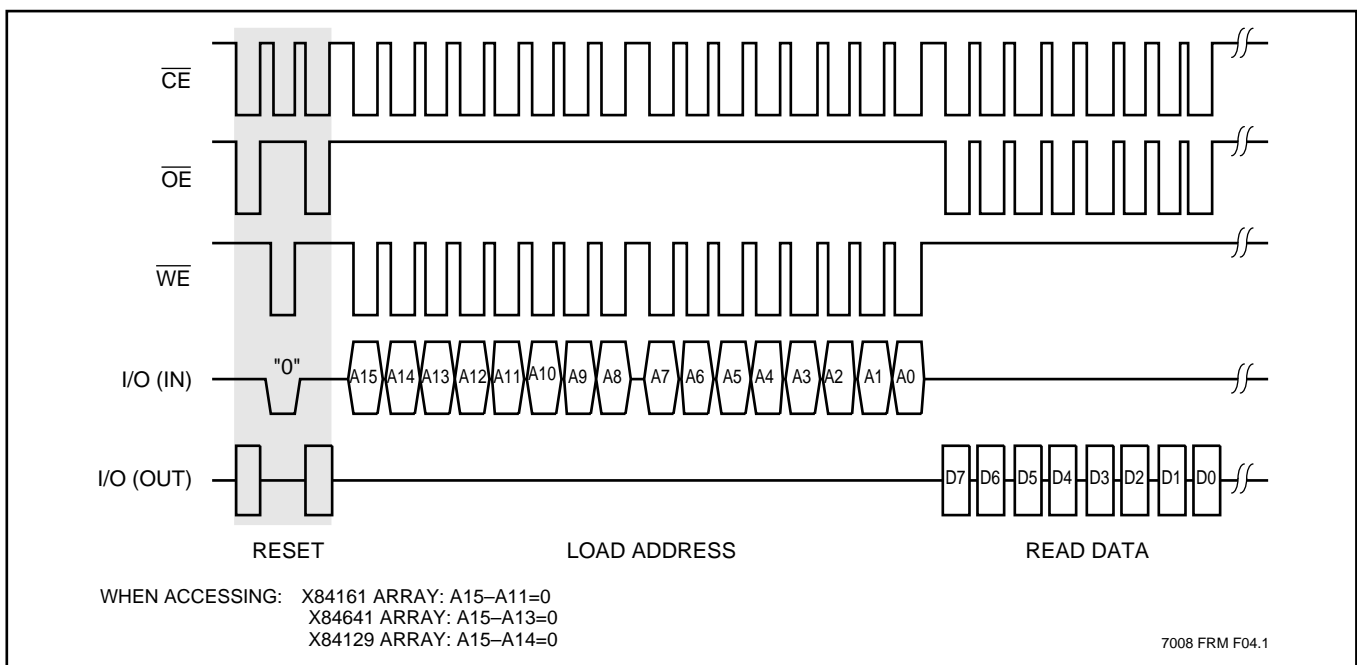 CE
OE
WE
"0"
I/O (IN) A15 A14 A13 A12 A11 A10 A9 A8 A7 A6 A5 A4 A3 A2 A1 A0
I/O (OUT) D7 D6 D5 D4 D3 D2 D1 D0
RESET LOAD ADDRESS READ DATA
WHEN ACCESSING: X84161 ARRAY: A15–A11=0
X84641 ARRAY: A15–A13=0
X84129 ARRAY: A15–A14=0
7008 FRM F04.1